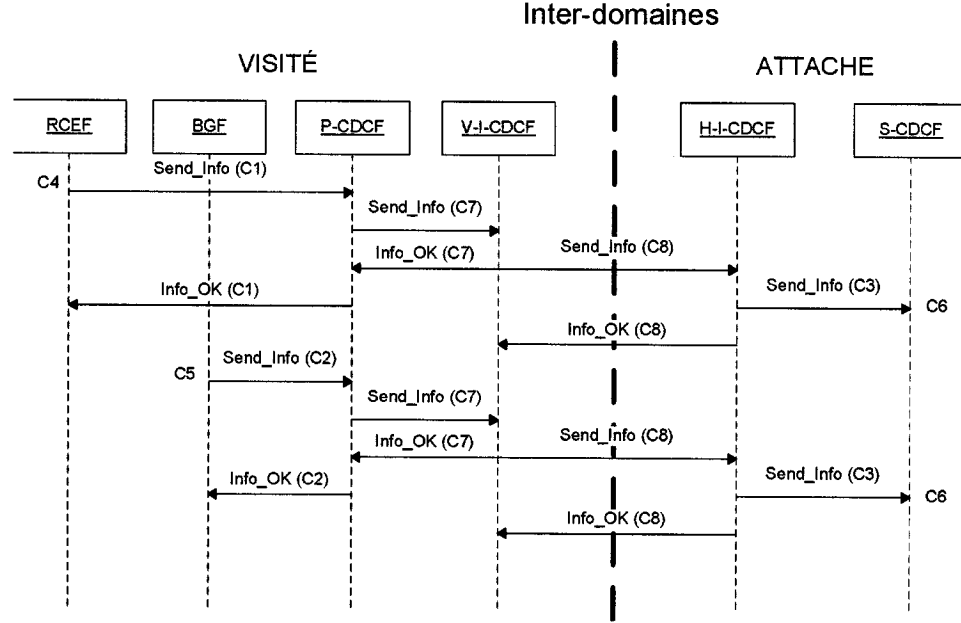 Inter-domaines
VISITÉ
ATTACHE
RCEF
BGF
P-CDCF
V-I-CDCF
H-I-CDCF
S-CDCF
Send_Info (C1)
C4
Send_Info (C7)
Info_OK (C7)
Send_Info (C8)
Info_OK (C1)
Send_Info (C3)
C6
Info_OK (C8)
Send_Info (C2)
C5
Send_Info (C7)
Info_OK (C7)
Send_Info (C8)
Info_OK (C2)
Send_Info (C3)
C6
Info_OK (C8)